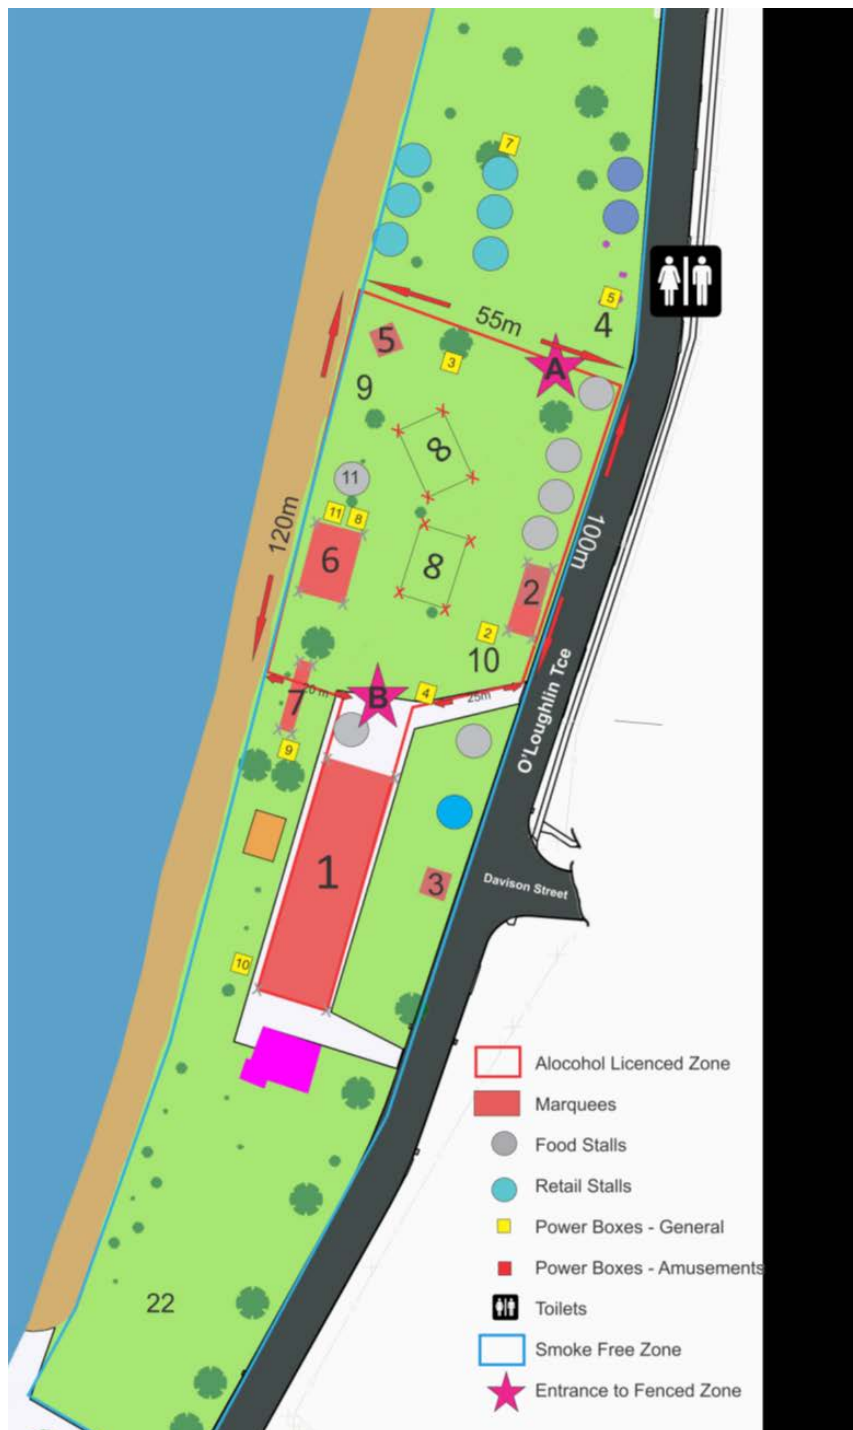 7
5
4
55m
A
5
3
9
8
11
11
8
120m
6
8
100m
2
2
10
20 m
B
4
25m
7
9
O'Loughlin Tce
1
3
Davison Street
10
Alocohol Licenced Zone
Marquees
Food Stalls
Retail Stalls
Power Boxes - General
Power Boxes - Amusements
Toilets
Smoke Free Zone
Entrance to Fenced Zone
22